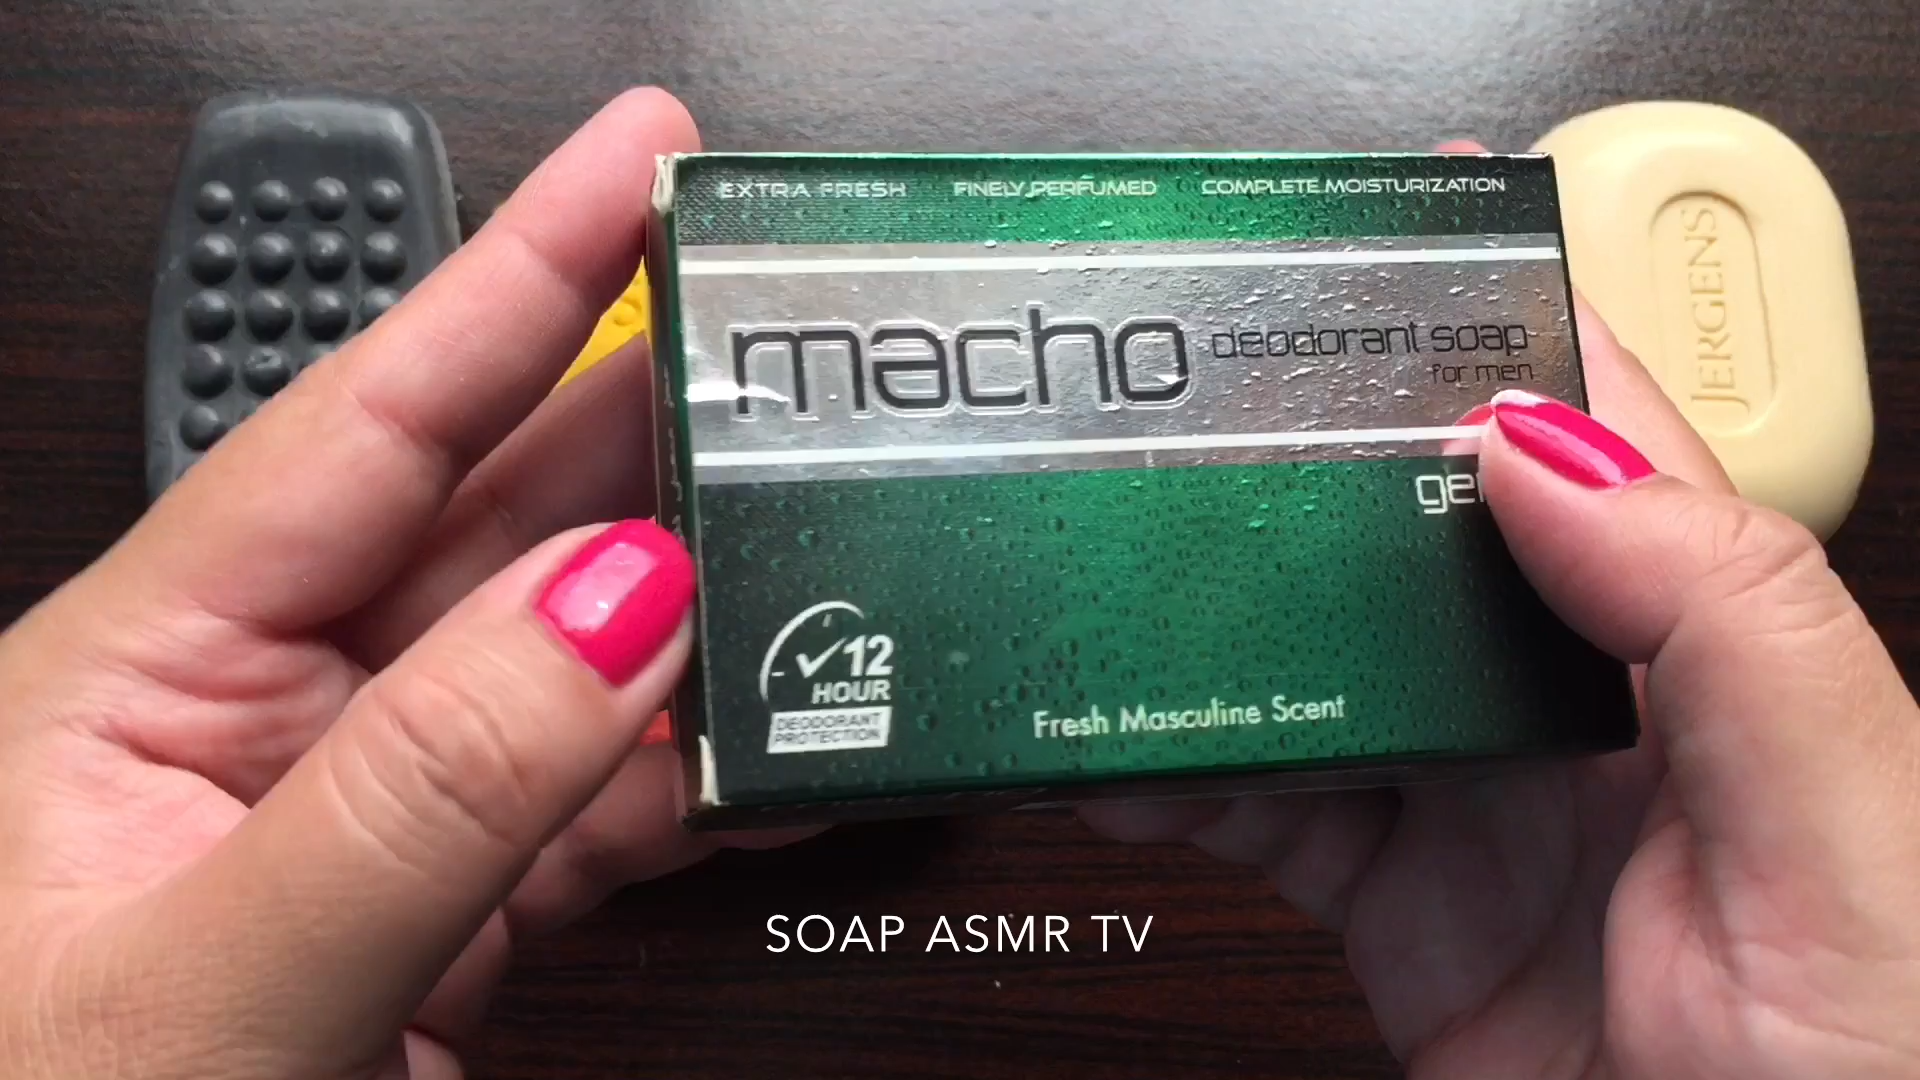 EXTRA FRESH FINELY PERFUMED COMPLETE MOISTURIZATION
macho deodorant soap
for men
12
HOUR
DEODORANT
PROTECTION
Fresh Masculine Scent
JERGENS
SOAP ASMR TV